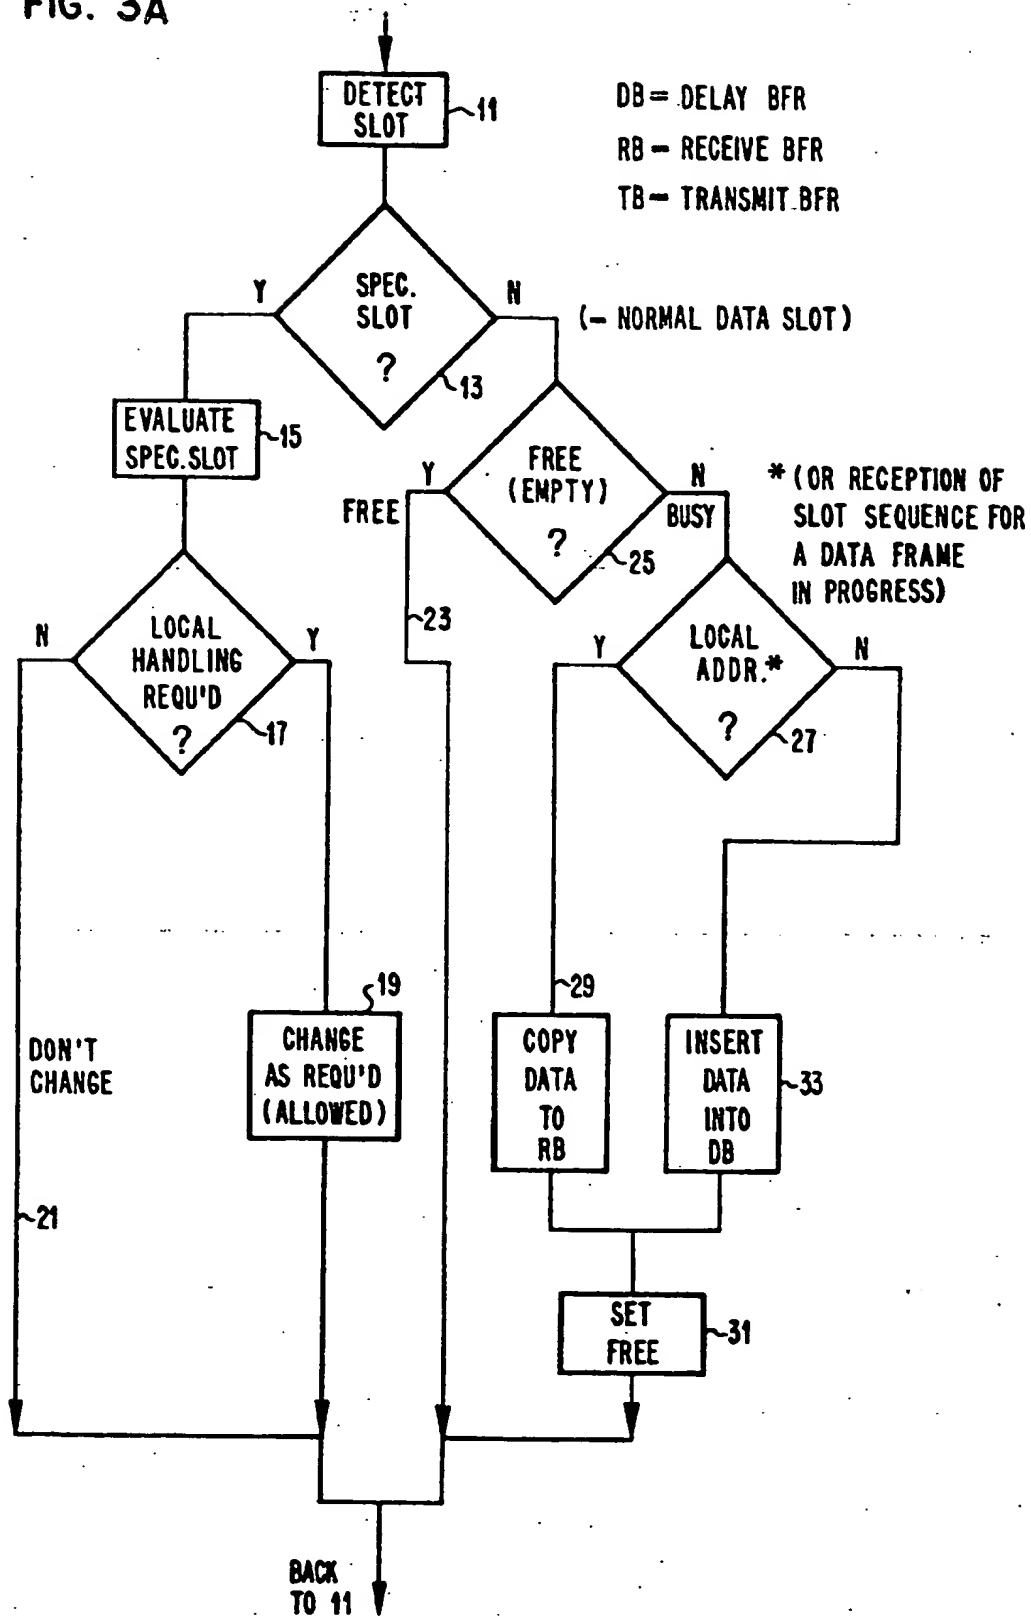 FIG. 3A
DETECT
SLOT
11
DB = DELAY BFR
RB – RECEIVE BFR
TB – TRANSMIT BFR
SPEC.
SLOT
?
13
Y
N
(– NORMAL DATA SLOT)
EVALUATE
SPEC. SLOT
15
FREE
(EMPTY)
?
25
Y
FREE
N
BUSY
23
* (OR RECEPTION OF
SLOT SEQUENCE FOR
A DATA FRAME
IN PROGRESS)
LOCAL
HANDLING
REQU'D
?
17
N
Y
LOCAL
ADDR.*
?
27
Y
N
DON'T
CHANGE
21
19
CHANGE
AS REQU'D
(ALLOWED)
29
COPY
DATA
TO
RB
INSERT
DATA
INTO
DB
33
SET
FREE
31
BACK
TO 11